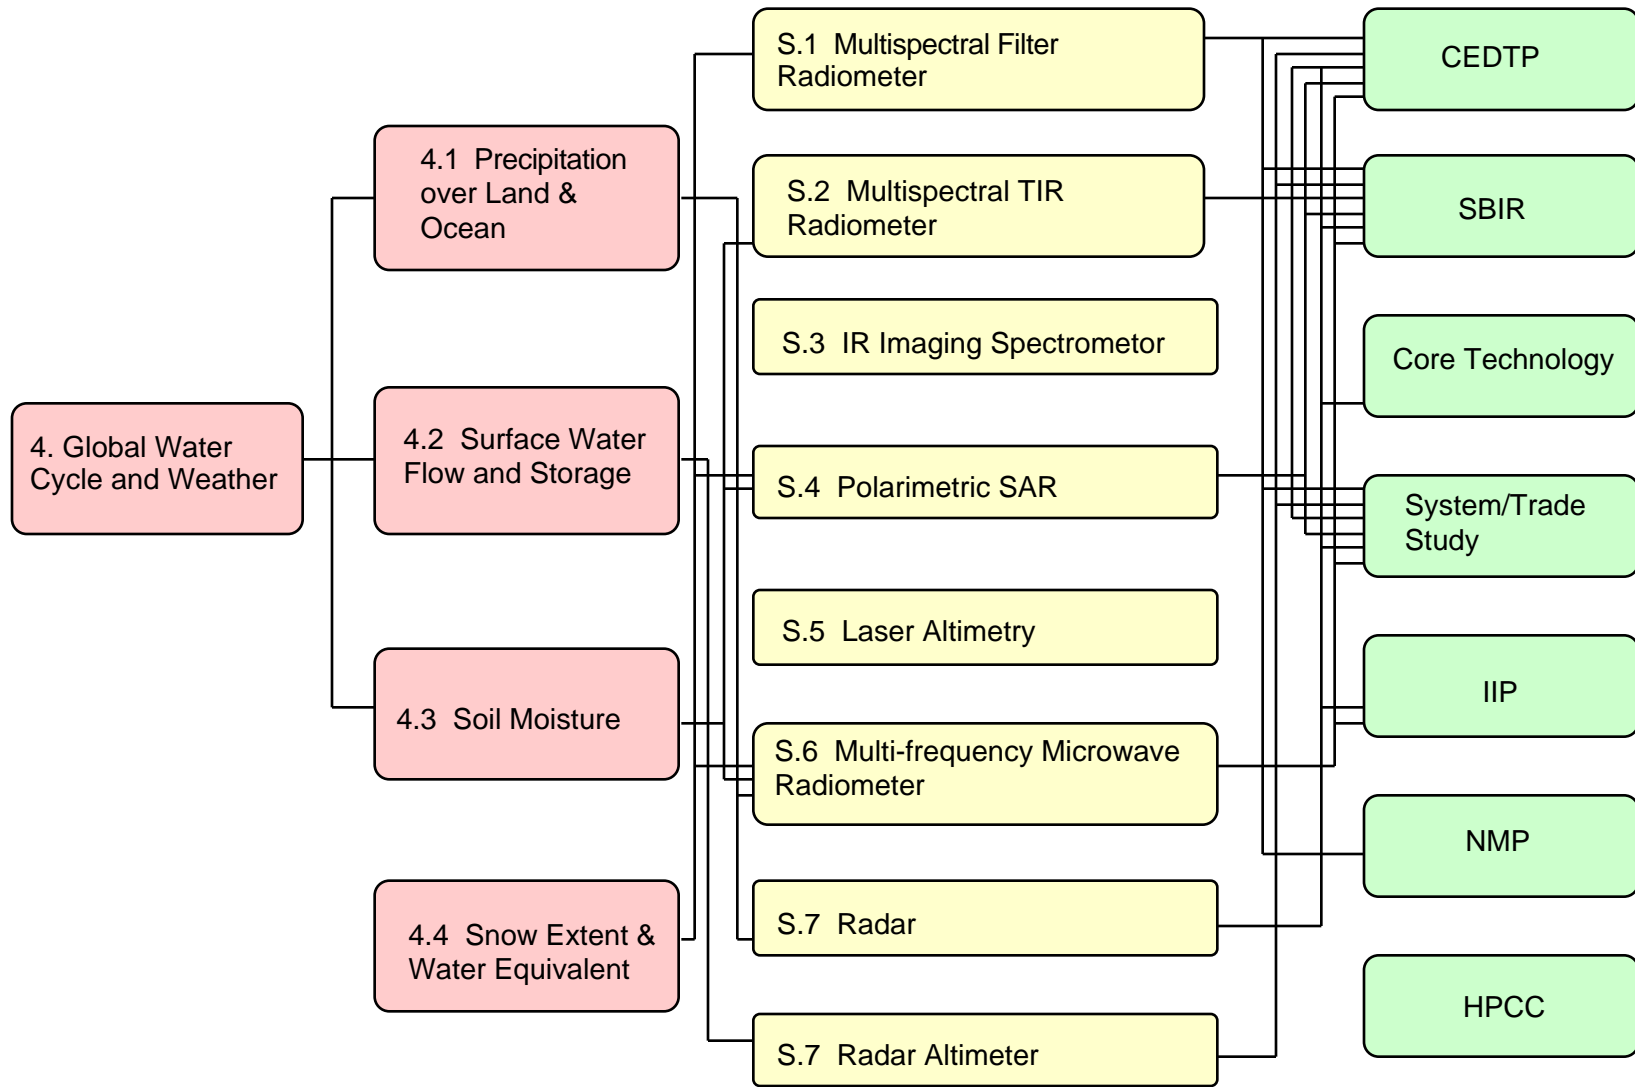 4. Global Water
Cycle and Weather
4.1  Precipitation
over Land &
Ocean
4.2  Surface Water
Flow and Storage
4.3  Soil Moisture
4.4  Snow Extent &
Water Equivalent
S.1  Multispectral Filter
Radiometer
S.2  Multispectral TIR
Radiometer
S.3  IR Imaging Spectrometor
S.4  Polarimetric SAR
S.5  Laser Altimetry
S.6  Multi-frequency Microwave
Radiometer
S.7  Radar
S.7  Radar Altimeter
CEDTP
SBIR
Core Technology
System/Trade
Study
IIP
NMP
HPCC